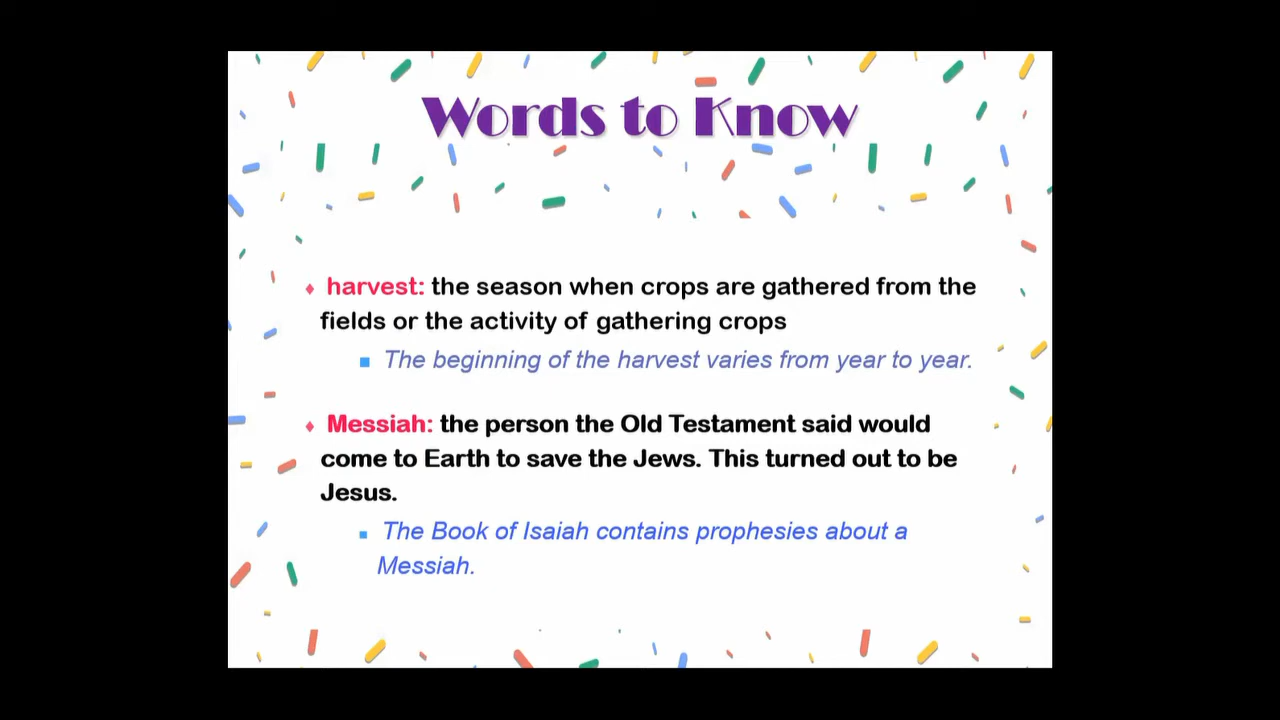 Words to Know
harvest: the season when crops are gathered from the
fields or the activity of gathering crops
The beginning of the harvest varies from year to year.
Messiah: the person the Old Testament said would
come to Earth to save the Jews. This turned out to be
Jesus.
The Book of Isaiah contains prophesies about a
Messiah.